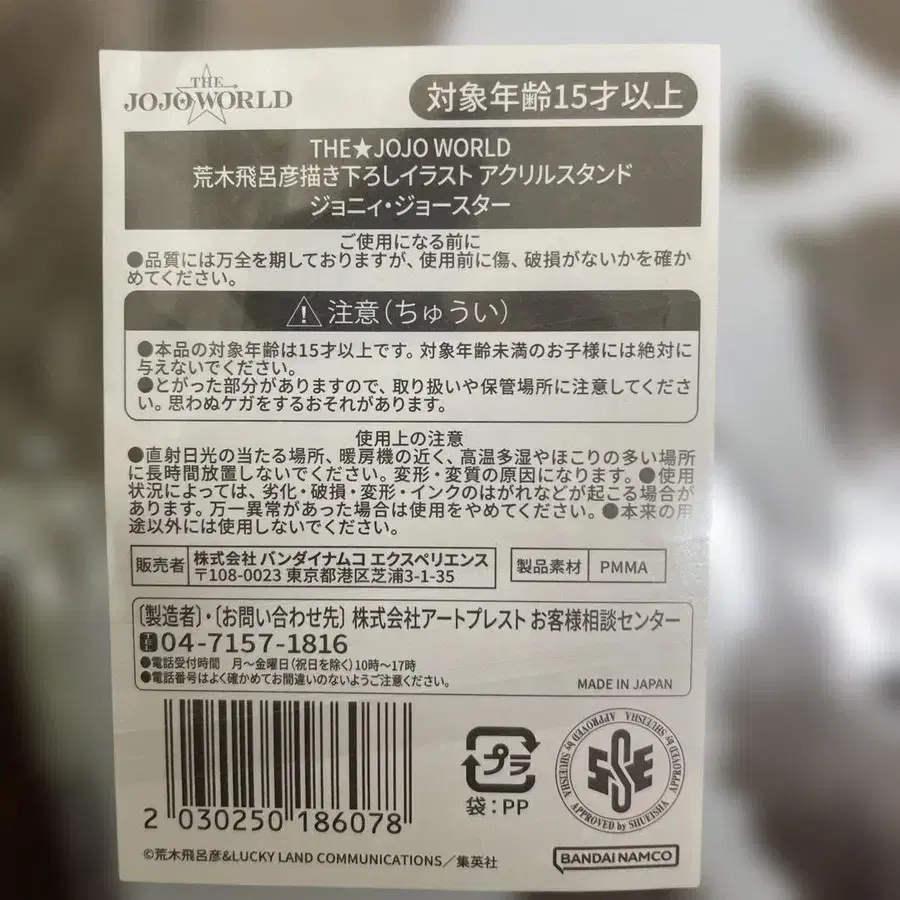 THE
JOJO WORLD
対象年齢15才以上
THE★JOJO WORLD
荒木飛呂彦描き下ろしイラスト アクリルスタンド
ジョニィ・ジョースター
ご使用になる前に
●品質には万全を期しておりますが、使用前に傷、破損がないかを確か
めてください。
注意(ちゅうい)
●本品の対象年齢は15才以上です。対象年齢未満のお子様には絶対に
与えないでください。
●とがった部分がありますので、取り扱いや保管場所に注意してくださ
い。思わぬケガをするおそれがあります。
使用上の注意
●直射日光の当たる場所、暖房機の近く、高温多湿やほこりの多い場所
に長時間放置しないでください。変形・変質の原因になります。●使用
状況によっては、劣化・破損・変形・インクのはがれなどが起こる場合が
あります。万一異常があった場合は使用をやめてください。●本来の用
途以外には使用しないでください。
販売者 株式会社 バンダイナムコ エクスペリエンス
〒108-0023 東京都港区芝浦3-1-35
製品素材 PMMA
〔製造者〕・〔お問い合わせ先〕株式会社アートプレスト お客様相談センター
04-7157-1816
●電話受付時間 月〜金曜日(祝日を除く)10時〜17時
●電話番号はよく確かめてお間違いのないようご注意ください。
MADE IN JAPAN
2 030250 186078
プラ
袋:PP
APPROVED by SHUEISHA APPROVED by SHUEISHA APPROVED by SHUEISHA
SSE
©荒木飛呂彦&LUCKY LAND COMMUNICATIONS/集英社
BANDAI NAMCO